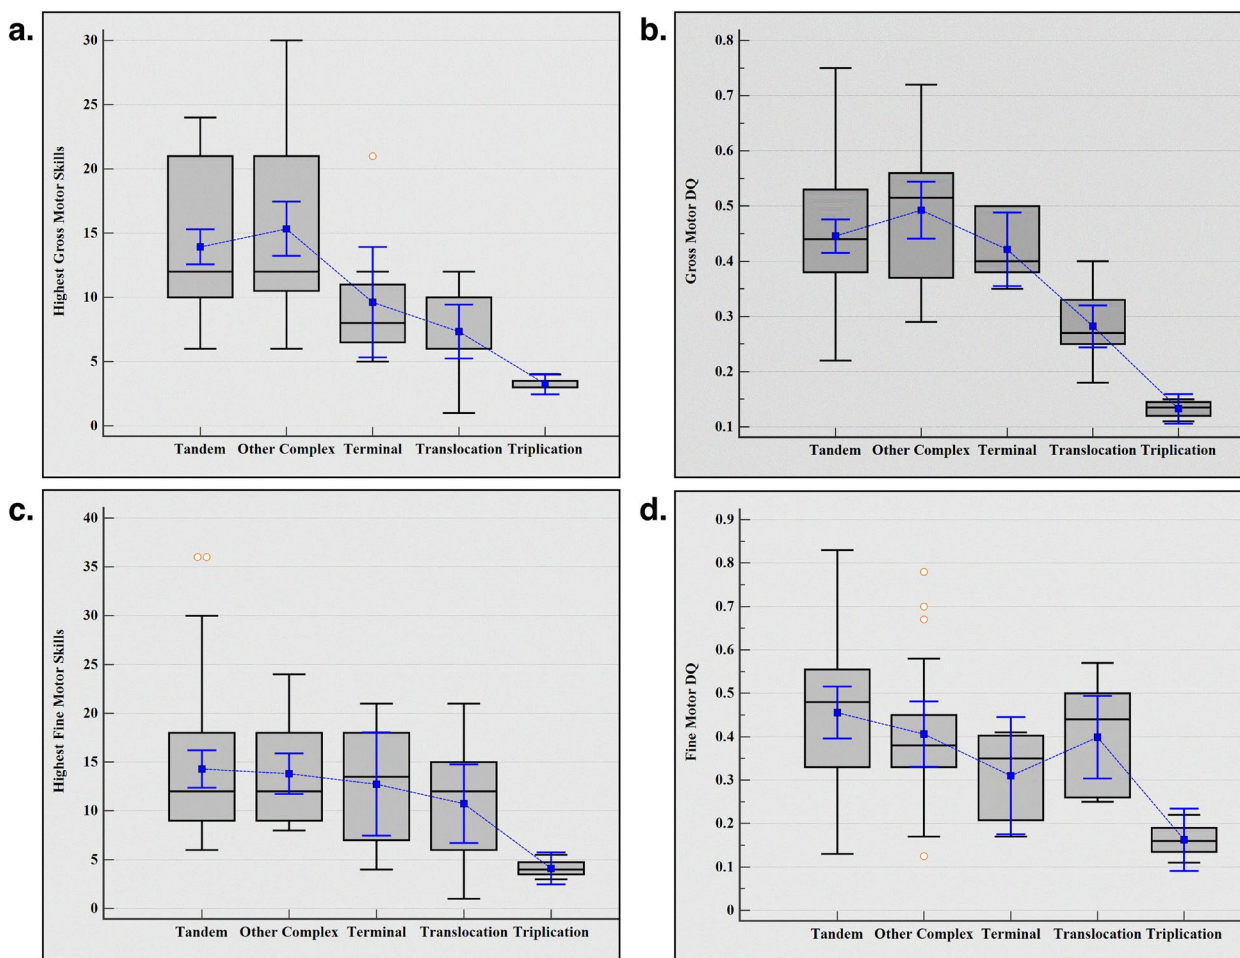 a.
Highest Gross Motor Skills
30
25
20
15
10
5
0
Tandem Other Complex Terminal Translocation Triplication
b.
Gross Motor DQ
0.8
0.7
0.6
0.5
0.4
0.3
0.2
0.1
Tandem Other Complex Terminal Translocation Triplication
c.
Highest Fine Motor Skills
40
35
30
25
20
15
10
5
0
Tandem Other Complex Terminal Translocation Triplication
d.
Fine Motor DQ
0.9
0.8
0.7
0.6
0.5
0.4
0.3
0.2
0.1
0
Tandem Other Complex Terminal Translocation Triplication